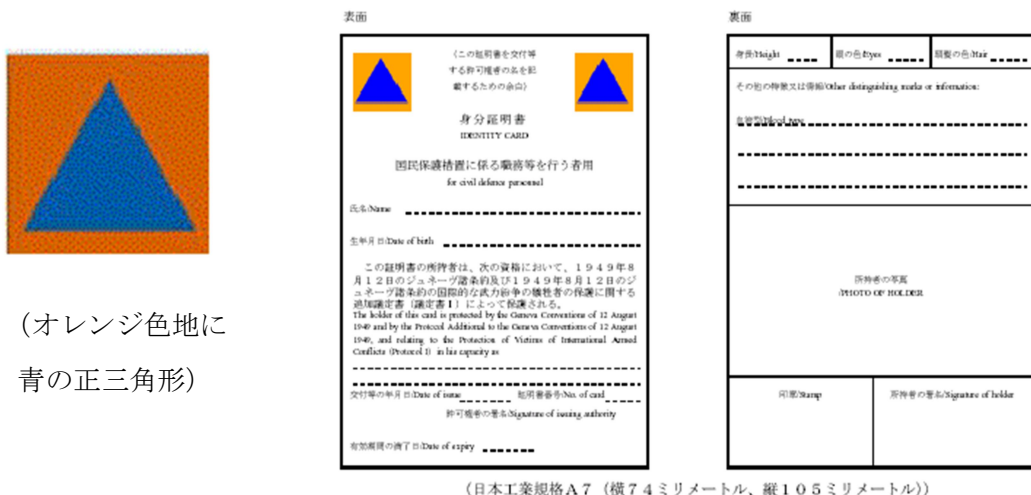 （オレンジ色地に
青の正三角形）
表面
（この証明書を交付等
する許可権者の名を記
載するための余白）
身分証明書
IDENTITY CARD
国民保護措置に係る職務等を行う者用
for civil defence personnel
氏名/Name
生年月日/Date of birth
この証明書の所持者は、次の資格において、１９４９年８
月１２日のジュネーヴ諸条約及び１９４９年８月１２日のジ
ュネーヴ諸条約の国際的な武力紛争の犠牲者の保護に関する
追加議定書（議定書Ⅰ）によって保護される。
The holder of this card is protected by the Geneva Conventions of 12 August
1949 and by the Protocol Additional to the Geneva Conventions of 12 August
1949, and relating to the Protection of Victims of International Armed
Conflicts (Protocol I) in his capacity as
交付等の年月日/Date of issue 証明書番号/No. of card
許可権者の署名/Signature of issuing authority
有効期間の満了日/Date of expiry
裏面
身長/Height 眼の色/Eyes 頭髪の色/Hair
その他の特徴又は情報/Other distinguishing marks or information:
血液型/Blood type
所持者の写真
/PHOTO OF HOLDER
印章/Stamp 所持者の署名/Signature of holder
（日本工業規格Ａ７（横７４ミリメートル、縦１０５ミリメートル））